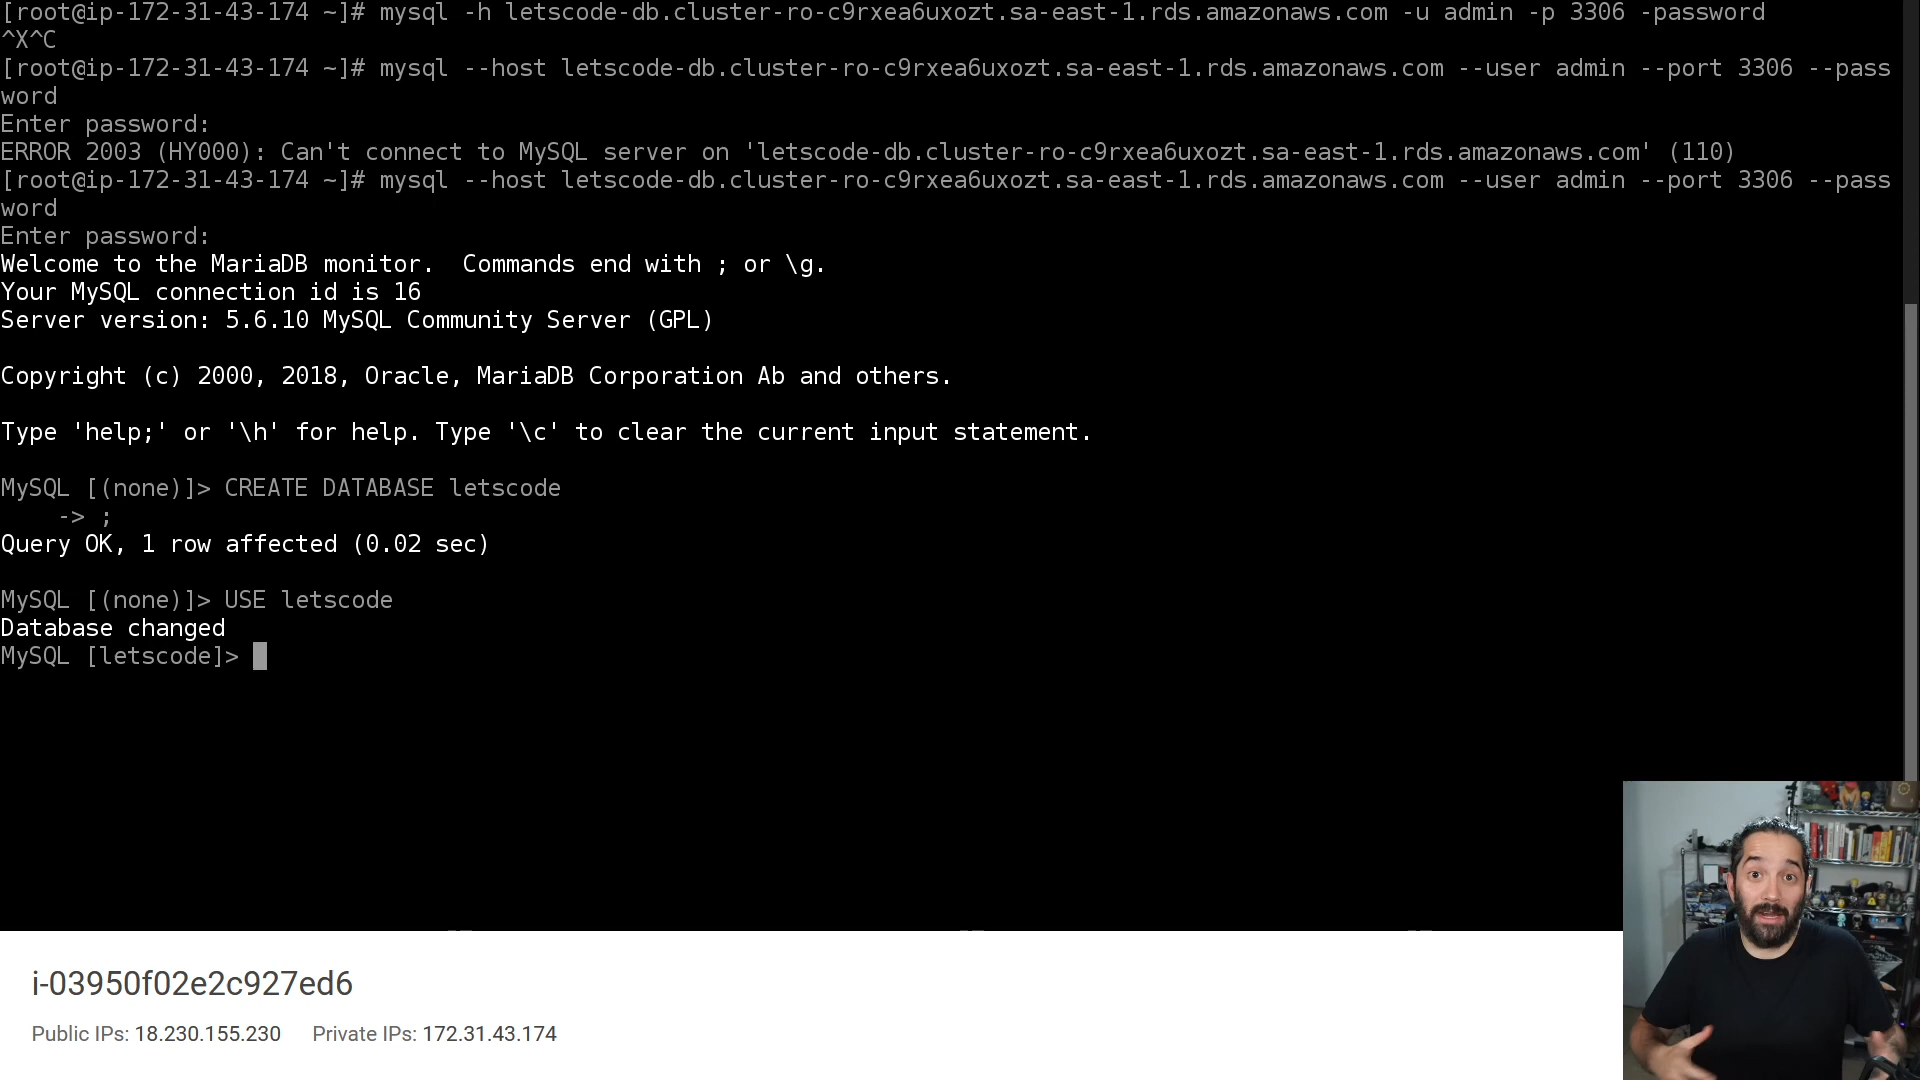 [root@ip-172-31-43-174 ~]# mysql -h letscode-db.cluster-ro-c9rxea6uxozt.sa-east-1.rds.amazonaws.com -u admin -p 3306 -password
^X^C
[root@ip-172-31-43-174 ~]# mysql --host letscode-db.cluster-ro-c9rxea6uxozt.sa-east-1.rds.amazonaws.com --user admin --port 3306 --pass
word
Enter password:
ERROR 2003 (HY000): Can't connect to MySQL server on 'letscode-db.cluster-ro-c9rxea6uxozt.sa-east-1.rds.amazonaws.com' (110)
[root@ip-172-31-43-174 ~]# mysql --host letscode-db.cluster-ro-c9rxea6uxozt.sa-east-1.rds.amazonaws.com --user admin --port 3306 --pass
word
Enter password:
Welcome to the MariaDB monitor.  Commands end with ; or \g.
Your MySQL connection id is 16
Server version: 5.6.10 MySQL Community Server (GPL)
Copyright (c) 2000, 2018, Oracle, MariaDB Corporation Ab and others.
Type 'help;' or '\h' for help. Type '\c' to clear the current input statement.
MySQL [(none)]> CREATE DATABASE letscode
    -> ;
Query OK, 1 row affected (0.02 sec)
MySQL [(none)]> USE letscode
Database changed
MySQL [letscode]>
i-03950f02e2c927ed6
Public IPs: 18.230.155.230 Private IPs: 172.31.43.174